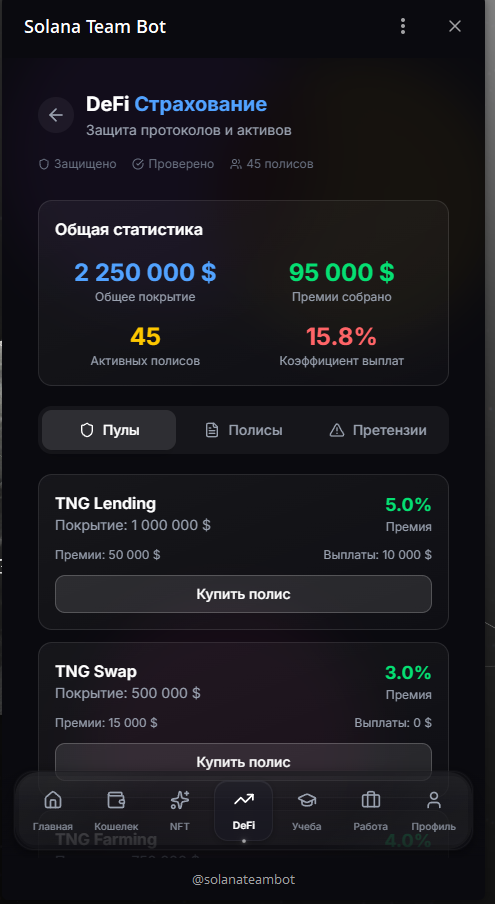 Solana Team Bot
DeFi Страхование
Защита протоколов и активов
Защищено Проверено 45 полисов
Общая статистика
2 250 000 $ 95 000 $
Общее покрытие Премии собрано
45 15.8%
Активных полисов Коэффициент выплат
Пулы Полисы Претензии
TNG Lending 5.0%
Покрытие: 1 000 000 $ Премия
Премии: 50 000 $ Выплаты: 10 000 $
Купить полис
TNG Swap 3.0%
Покрытие: 500 000 $ Премия
Премии: 15 000 $ Выплаты: 0 $
Купить полис
Главная Кошелек NFT DeFi Учеба Работа Профиль
TNG Farming 4.0%
@solanateambot